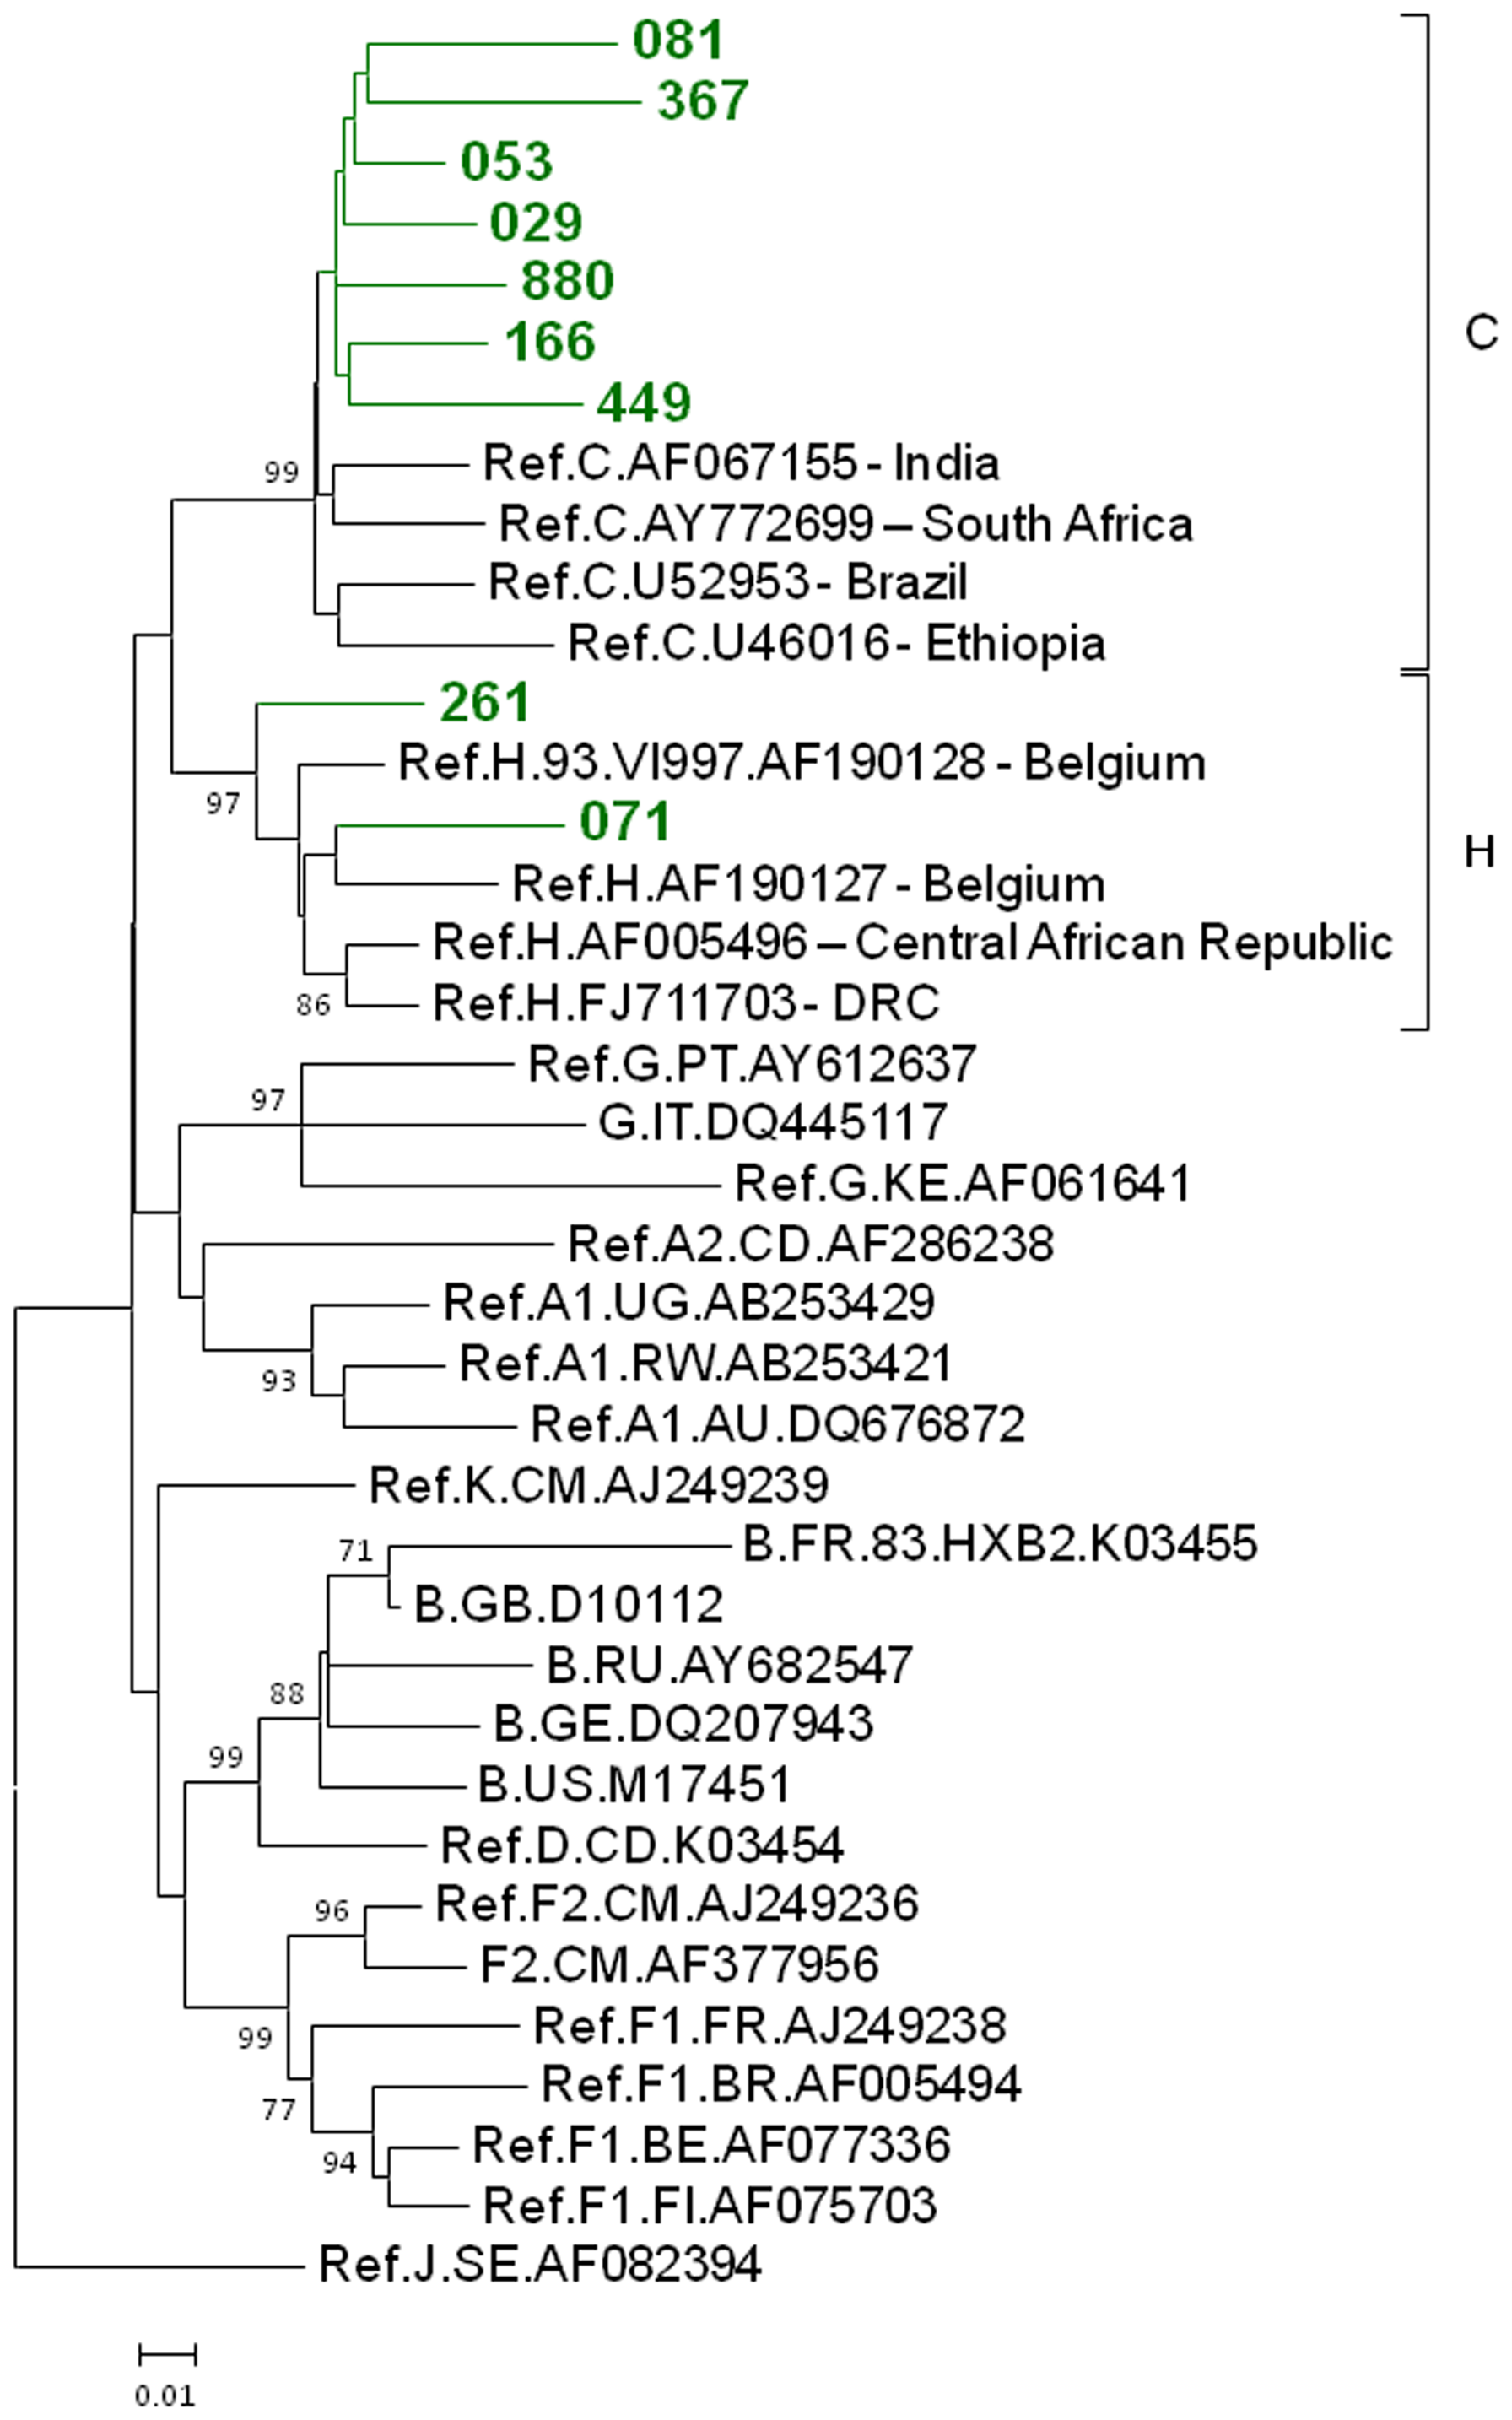 081
367
053
029
880
166
C
449
99
Ref.C.AF067155- India
Ref.C.AY772699 – South Africa
Ref.C.U52953- Brazil
Ref.C.U46016- Ethiopia
261
Ref.H.93.VI997.AF190128 - Belgium
97
071
H
Ref.H.AF190127 - Belgium
Ref.H.AF005496 – Central African Republic
86
Ref.H.FJ711703- DRC
Ref.G.PT.AY612637
97
G.IT.DQ445117
Ref.G.KE.AF061641
Ref.A2.CD.AF286238
Ref.A1.UG.AB253429
Ref.A1.RW.AB253421
93
Ref.A1.AU.DQ676872
Ref.K.CM.AJ249239
71
B.FR.83.HXB2.K03455
B.GB.D10112
B.RU.AY682547
88
B.GE.DQ207943
99
B.US.M17451
Ref.D.CD.K03454
96
Ref.F2.CM.AJ249236
F2.CM.AF377956
Ref.F1.FR.AJ249238
99
Ref.F1.BR.AF005494
77
Ref.F1.BE.AF077336
94
Ref.F1.FI.AF075703
Ref.J.SE.AF082394
0.01